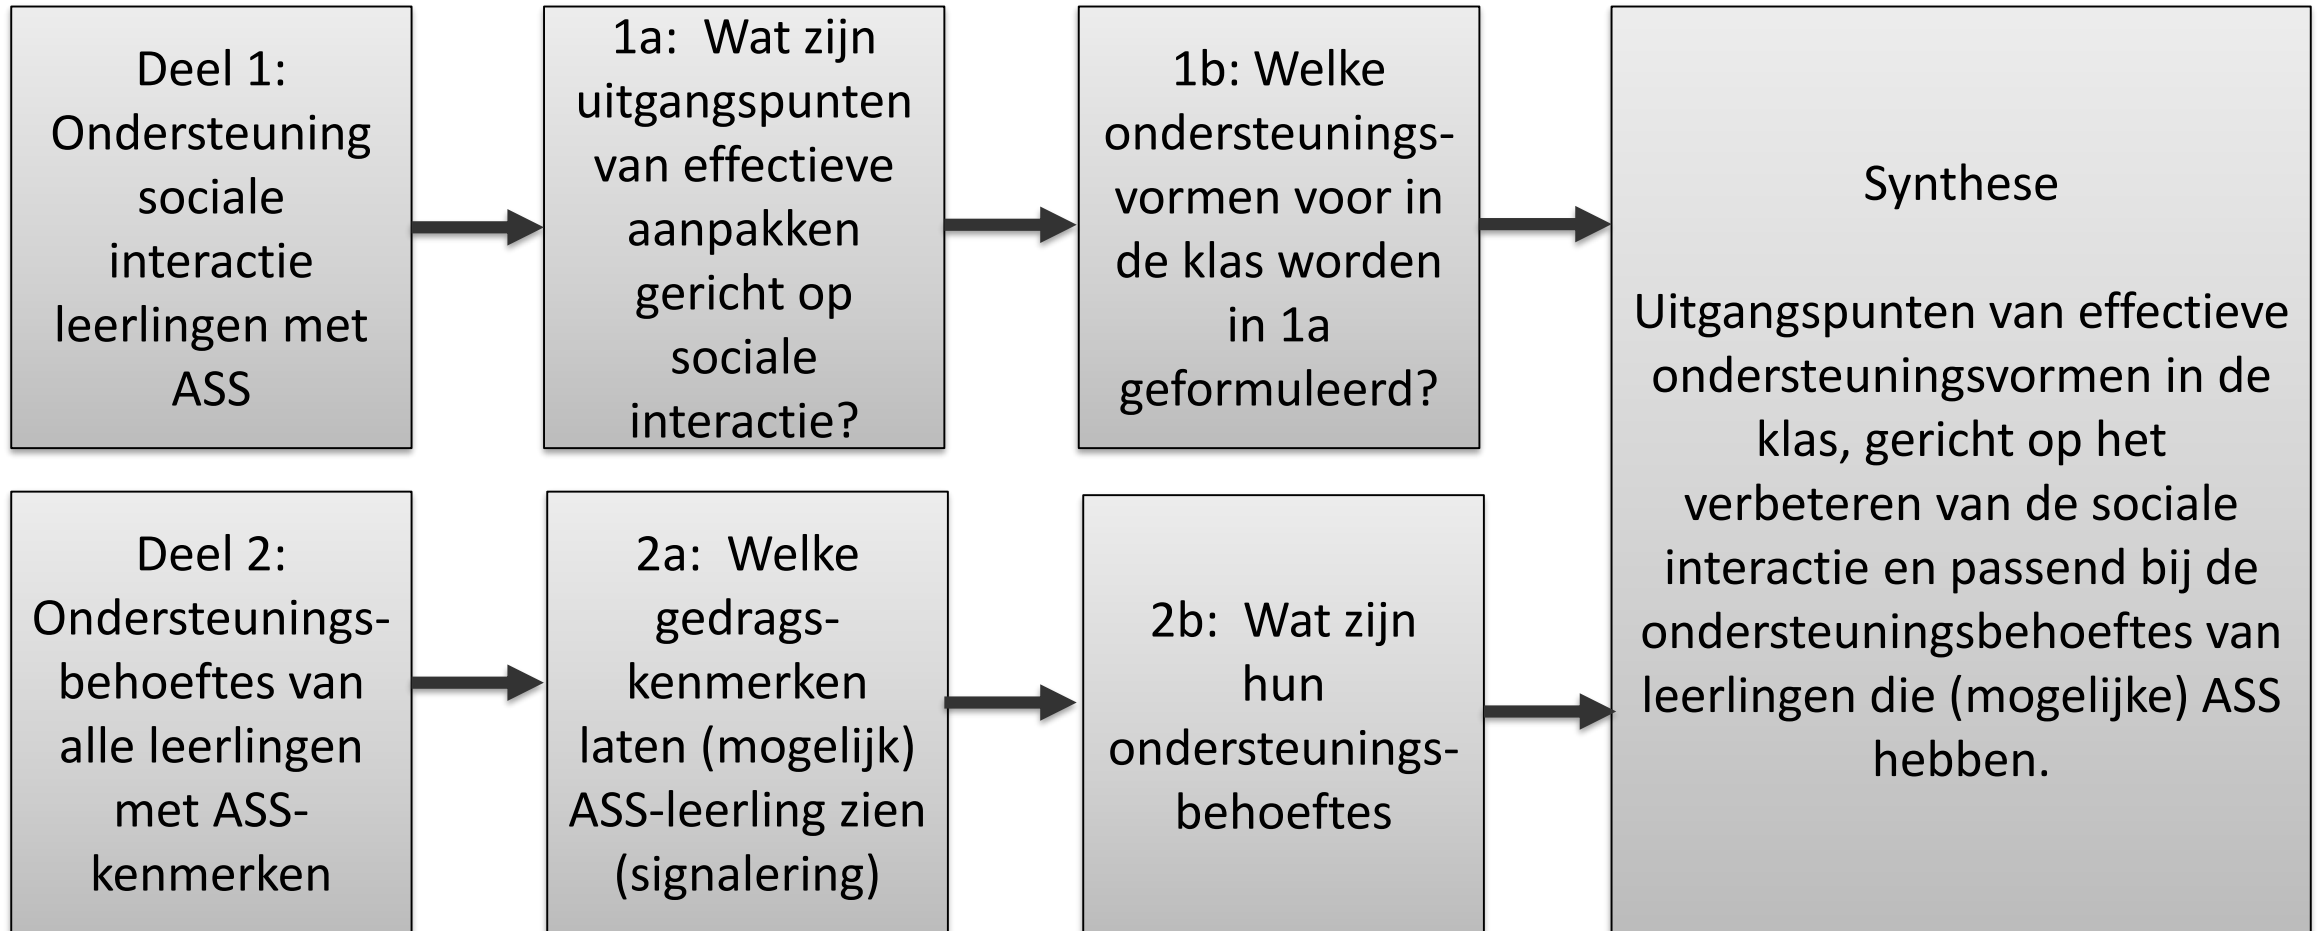 Deel 1:
Ondersteuning
sociale
interactie
leerlingen met
ASS
1a:  Wat zijn
uitgangspunten
van effectieve
aanpakken
gericht op
sociale
interactie?
1b: Welke
ondersteunings-
vormen voor in
de klas worden
in 1a
geformuleerd?
Synthese
Uitgangspunten van effectieve
ondersteuningsvormen in de
klas, gericht op het
verbeteren van de sociale
interactie en passend bij de
ondersteuningsbehoeftes van
leerlingen die (mogelijke) ASS
hebben.
Deel 2:
Ondersteunings-
behoeftes van
alle leerlingen
met ASS-
kenmerken
2a:  Welke
gedrags-
kenmerken
laten (mogelijk)
ASS-leerling zien
(signalering)
2b:  Wat zijn
hun
ondersteunings-
behoeftes